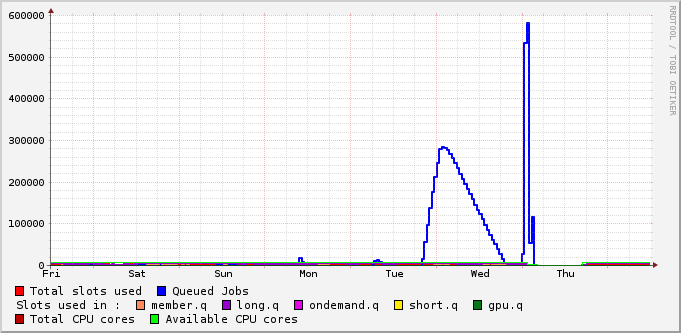 600000
500000
400000
300000
200000
100000
0
Fri Sat Sun Mon Tue Wed Thu
RRDTOOL / TOBI OETIKER
Total slots used Queued Jobs
Slots used in : member.q long.q ondemand.q short.q gpu.q
Total CPU cores Available CPU cores